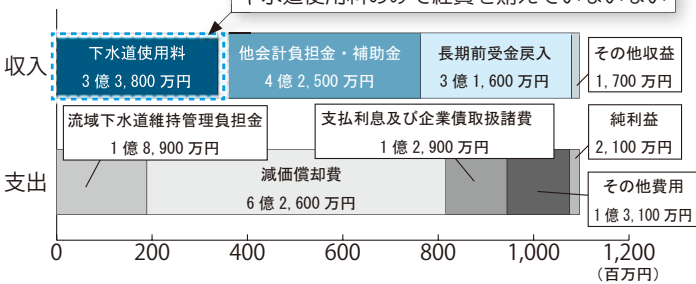 下水道使用料のみで経費を賄えていない
収入
下水道使用料
3億3,800万円
他会計負担金・補助金
4億2,500万円
長期前受金戻入
3億1,600万円
その他収益
1,700万円
流域下水道維持管理負担金
1億8,900万円
支払利息及び企業債取扱諸費
1億2,900万円
純利益
2,100万円
支出
減価償却費
6億2,600万円
その他費用
1億3,100万円
0
200
400
600
800
1,000
1,200
(百万円)